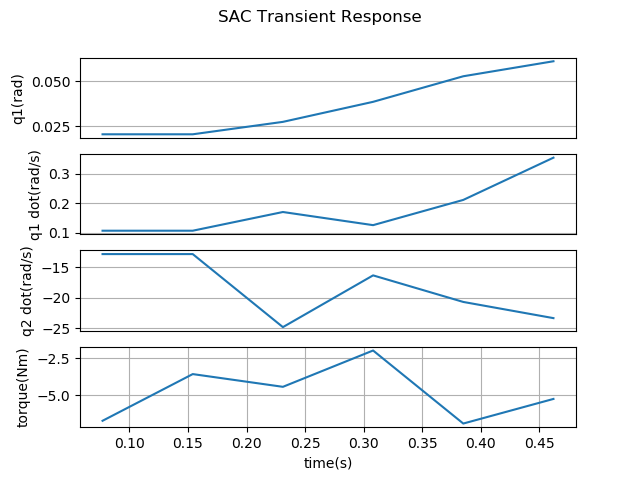 SAC Transient Response
q1(rad)
0.050
0.025
q1 dot(rad/s)
0.3
0.2
0.1
q2 dot(rad/s)
−15
−20
−25
torque(Nm)
−2.5
−5.0
0.10 0.15 0.20 0.25 0.30 0.35 0.40 0.45
time(s)